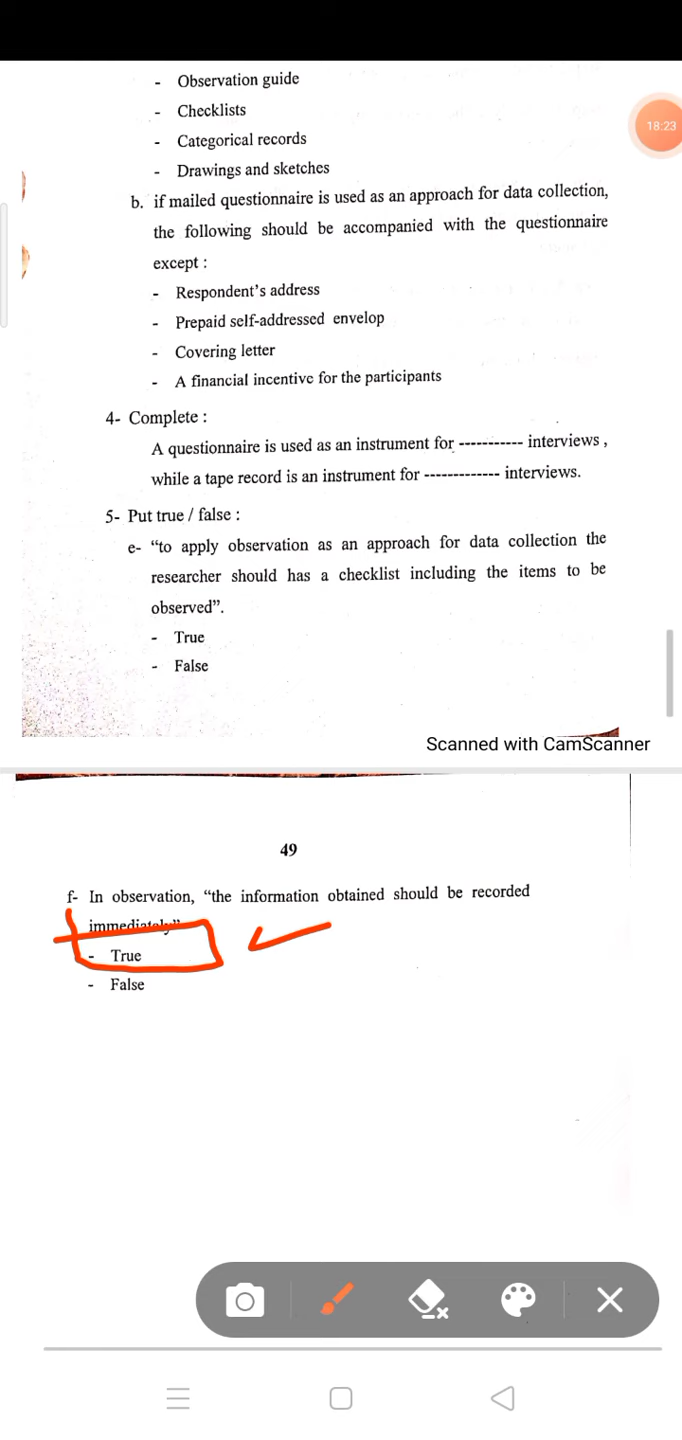 - Observation guide
18:23
- Checklists
- Categorical records
- Drawings and sketches
b. if mailed questionnaire is used as an approach for data collection,
the following should be accompanied with the questionnaire
except :
- Respondent's address
- Prepaid self-addressed envelop
- Covering letter
- A financial incentive for the participants
4- Complete :
A questionnaire is used as an instrument for ----------- interviews ,
while a tape record is an instrument for ------------- interviews.
5- Put true / false :
e- “to apply observation as an approach for data collection the
researcher should has a checklist including the items to be
observed”.
- True
- False
Scanned with CamScanner
49
f- In observation, “the information obtained should be recorded
immediately”
- True
- False